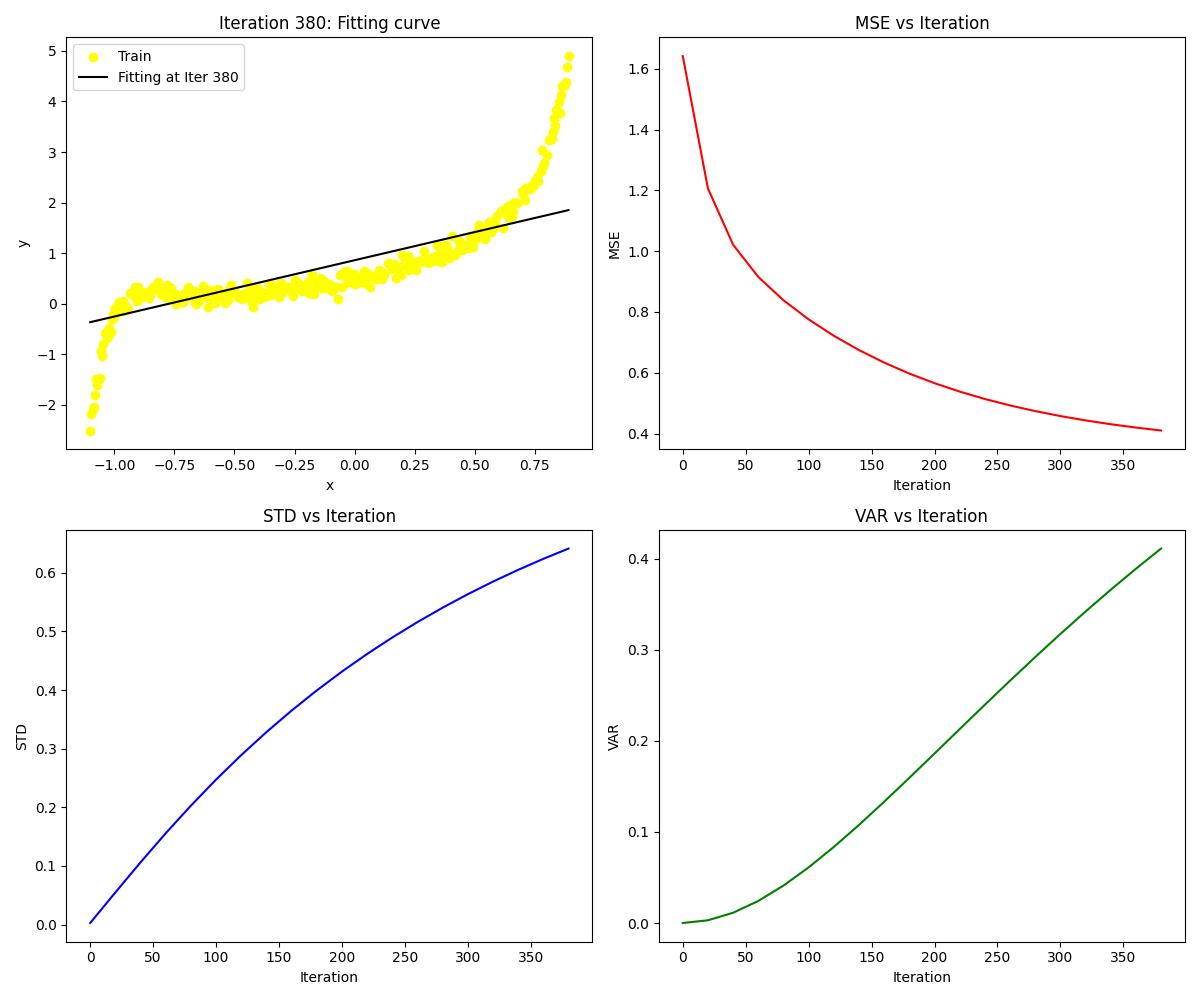 Iteration 380: Fitting curve
Train
Fitting at Iter 380
5
4
3
2
1
0
−1
−2
y
−1.00 −0.75 −0.50 −0.25 0.00 0.25 0.50 0.75
x
MSE vs Iteration
1.6
1.4
1.2
1.0
0.8
0.6
0.4
MSE
0 50 100 150 200 250 300 350
Iteration
STD vs Iteration
0.6
0.5
0.4
0.3
0.2
0.1
0.0
STD
0 50 100 150 200 250 300 350
Iteration
VAR vs Iteration
0.4
0.3
0.2
0.1
0.0
VAR
0 50 100 150 200 250 300 350
Iteration